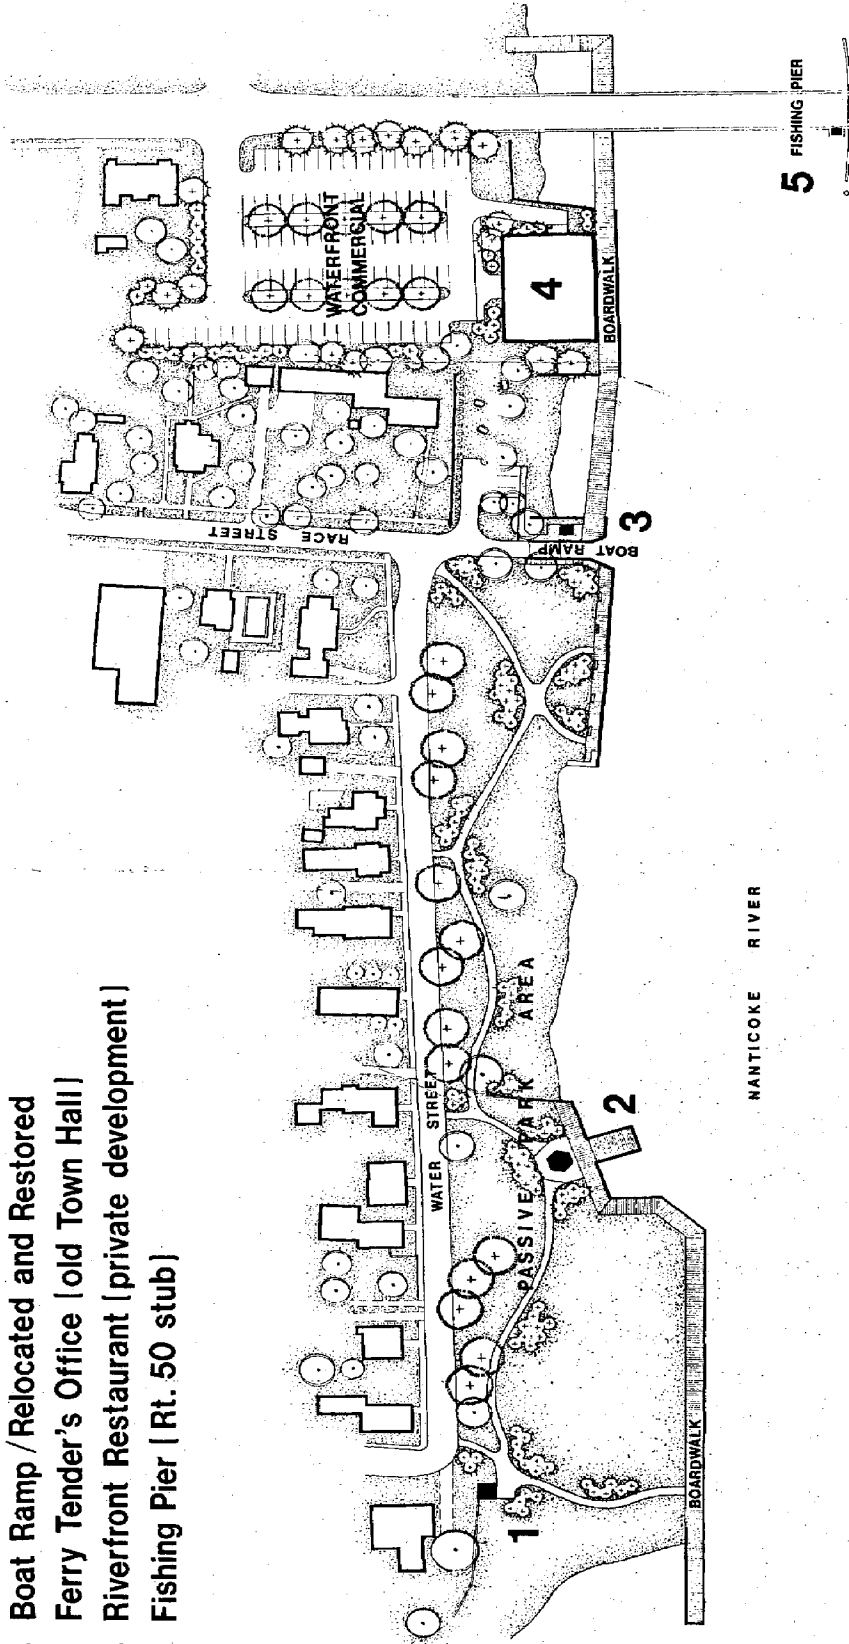 Boat Ramp / Relocated and Restored
Ferry Tender's Office [old Town Hall]
Riverfront Restaurant [private development]
Fishing Pier [Rt. 50 stub]
WATERFRONT
COMMERCIAL
RACE STREET
WATER STREET
PASSIVE PARK AREA
BOAT RAMP
BOARDWALK
BOARDWALK
NANTICOKE RIVER
1
2
3
4
5 FISHING PIER